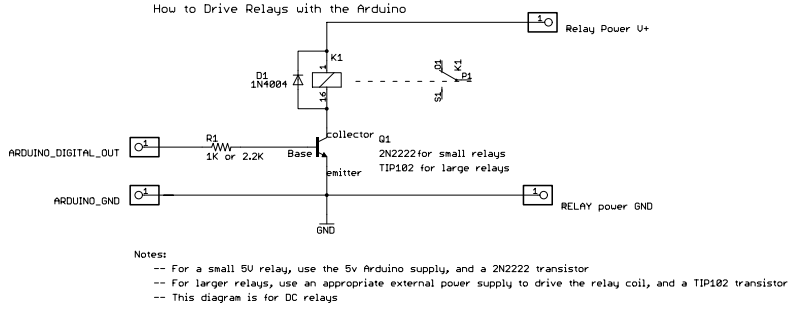 How to Drive Relays with the Arduino
1
Relay Power V+
K1
D1
1N4004
1
16
O1
K1
P1
S1
collector
ARDUINO_DIGITAL_OUT
1
R1
1K or 2.2K
Base
Q1
2N2222for small relays
TIP102 for large relays
emitter
ARDUINO_GND
1
1
RELAY power GND
GND
Notes:
-- For a small 5V relay, use the 5v Arduino supply, and a 2N2222 transistor
-- For larger relays, use an appropriate external power supply to drive the relay coil, and a TIP102 transistor
-- This diagram is for DC relays